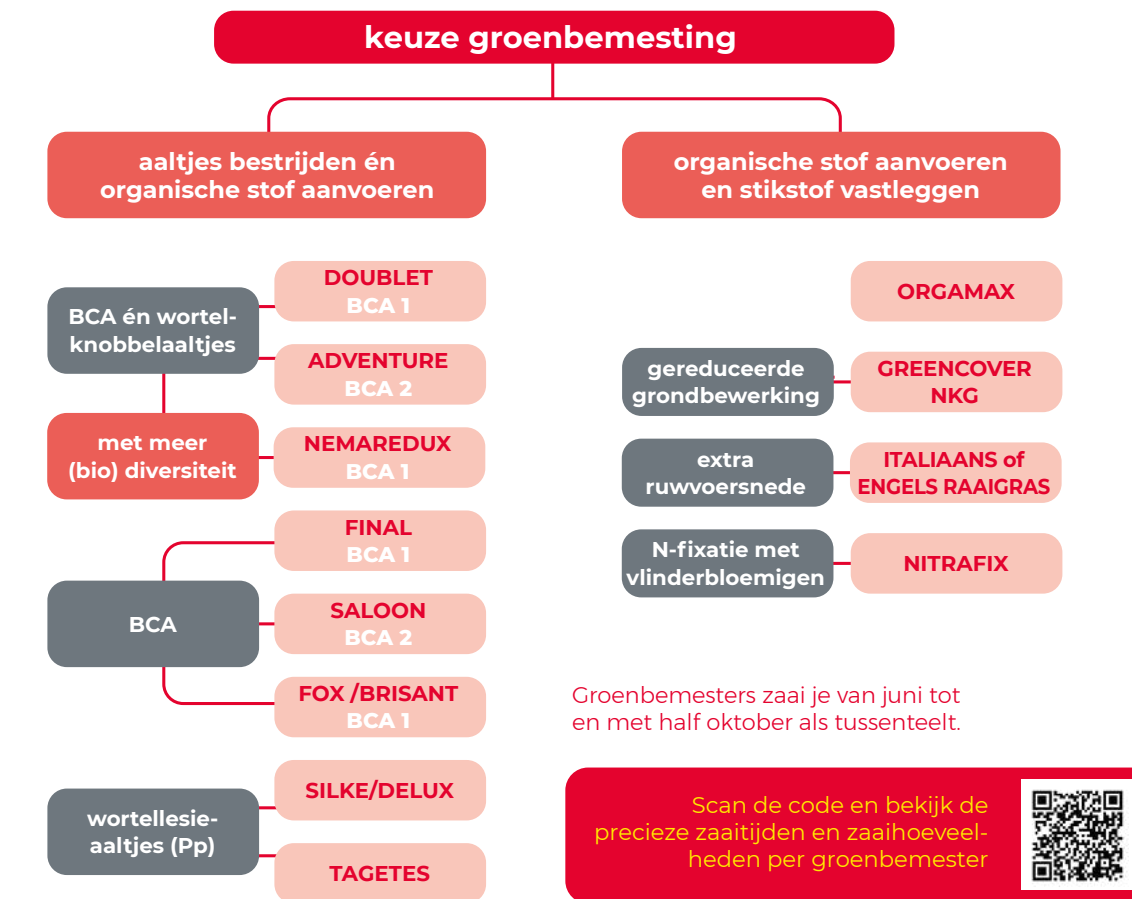 keuze groenbemesting
aaltjes bestrijden én
organische stof aanvoeren
BCA én wortel-
knobbelaaltjes
DOUBLET
BCA 1
ADVENTURE
BCA 2
met meer
(bio) diversiteit
NEMAREDUX
BCA 1
BCA
FINAL
BCA 1
SALOON
BCA 2
FOX /BRISANT
BCA 1
wortellesie-
aaltjes (Pp)
SILKE/DELUX
TAGETES
organische stof aanvoeren
en stikstof vastleggen
ORGAMAX
gereduceerde
grondbewerking
GREENCOVER
NKG
extra
ruwvoersnede
ITALIAANS of
ENGELS RAAIGRAS
N-fixatie met
vlinderbloemigen
NITRAFIX
Groenbemesters zaai je van juni tot
en met half oktober als tussenteelt.
Scan de code en bekijk de
precieze zaaitijden en zaaihoeveel-
heden per groenbemester